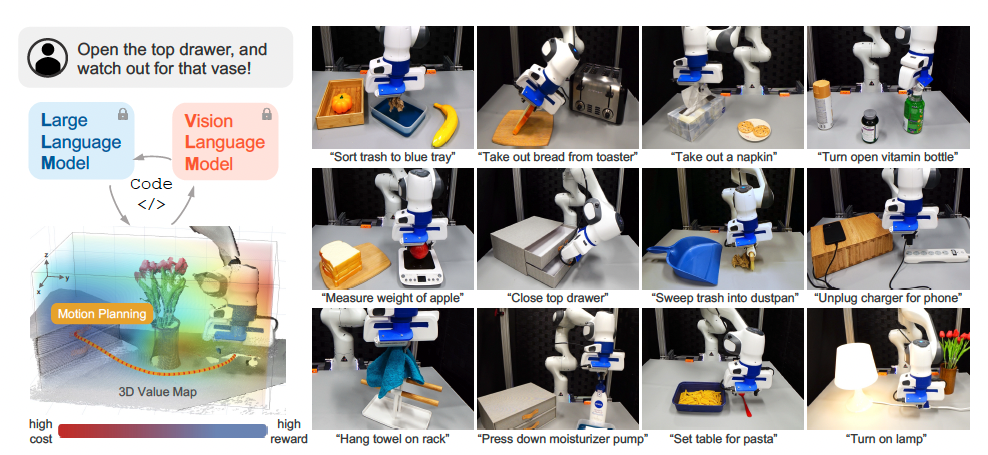 Open the top drawer, and
watch out for that vase!
Large
Language
Model
Vision
Language
Model
Code
</>
z
y
x
Motion Planning
3D Value Map
high
cost
high
reward
“Sort trash to blue tray”
“Take out bread from toaster”
“Take out a napkin”
“Turn open vitamin bottle”
“Measure weight of apple”
“Close top drawer”
“Sweep trash into dustpan”
“Unplug charger for phone”
“Hang towel on rack”
“Press down moisturizer pump”
“Set table for pasta”
“Turn on lamp”